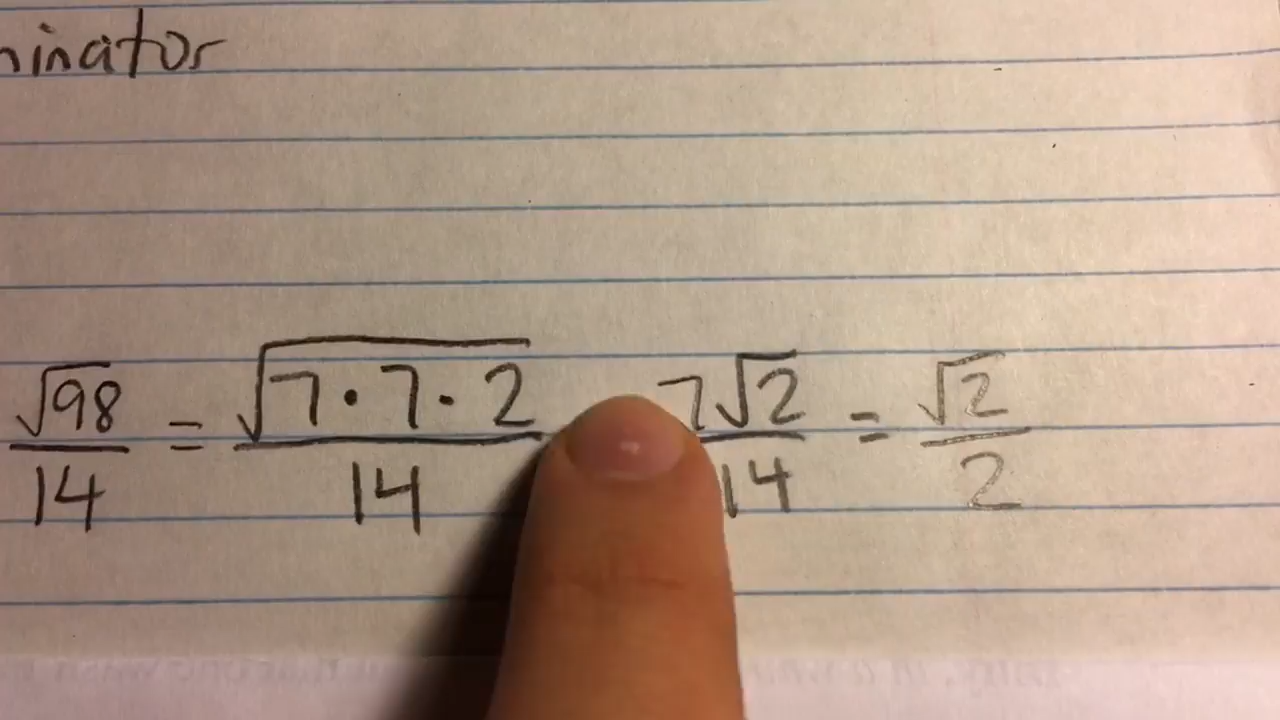 inator
√98/14 = √(7·7·2)/14 7√2/14 = √2/2